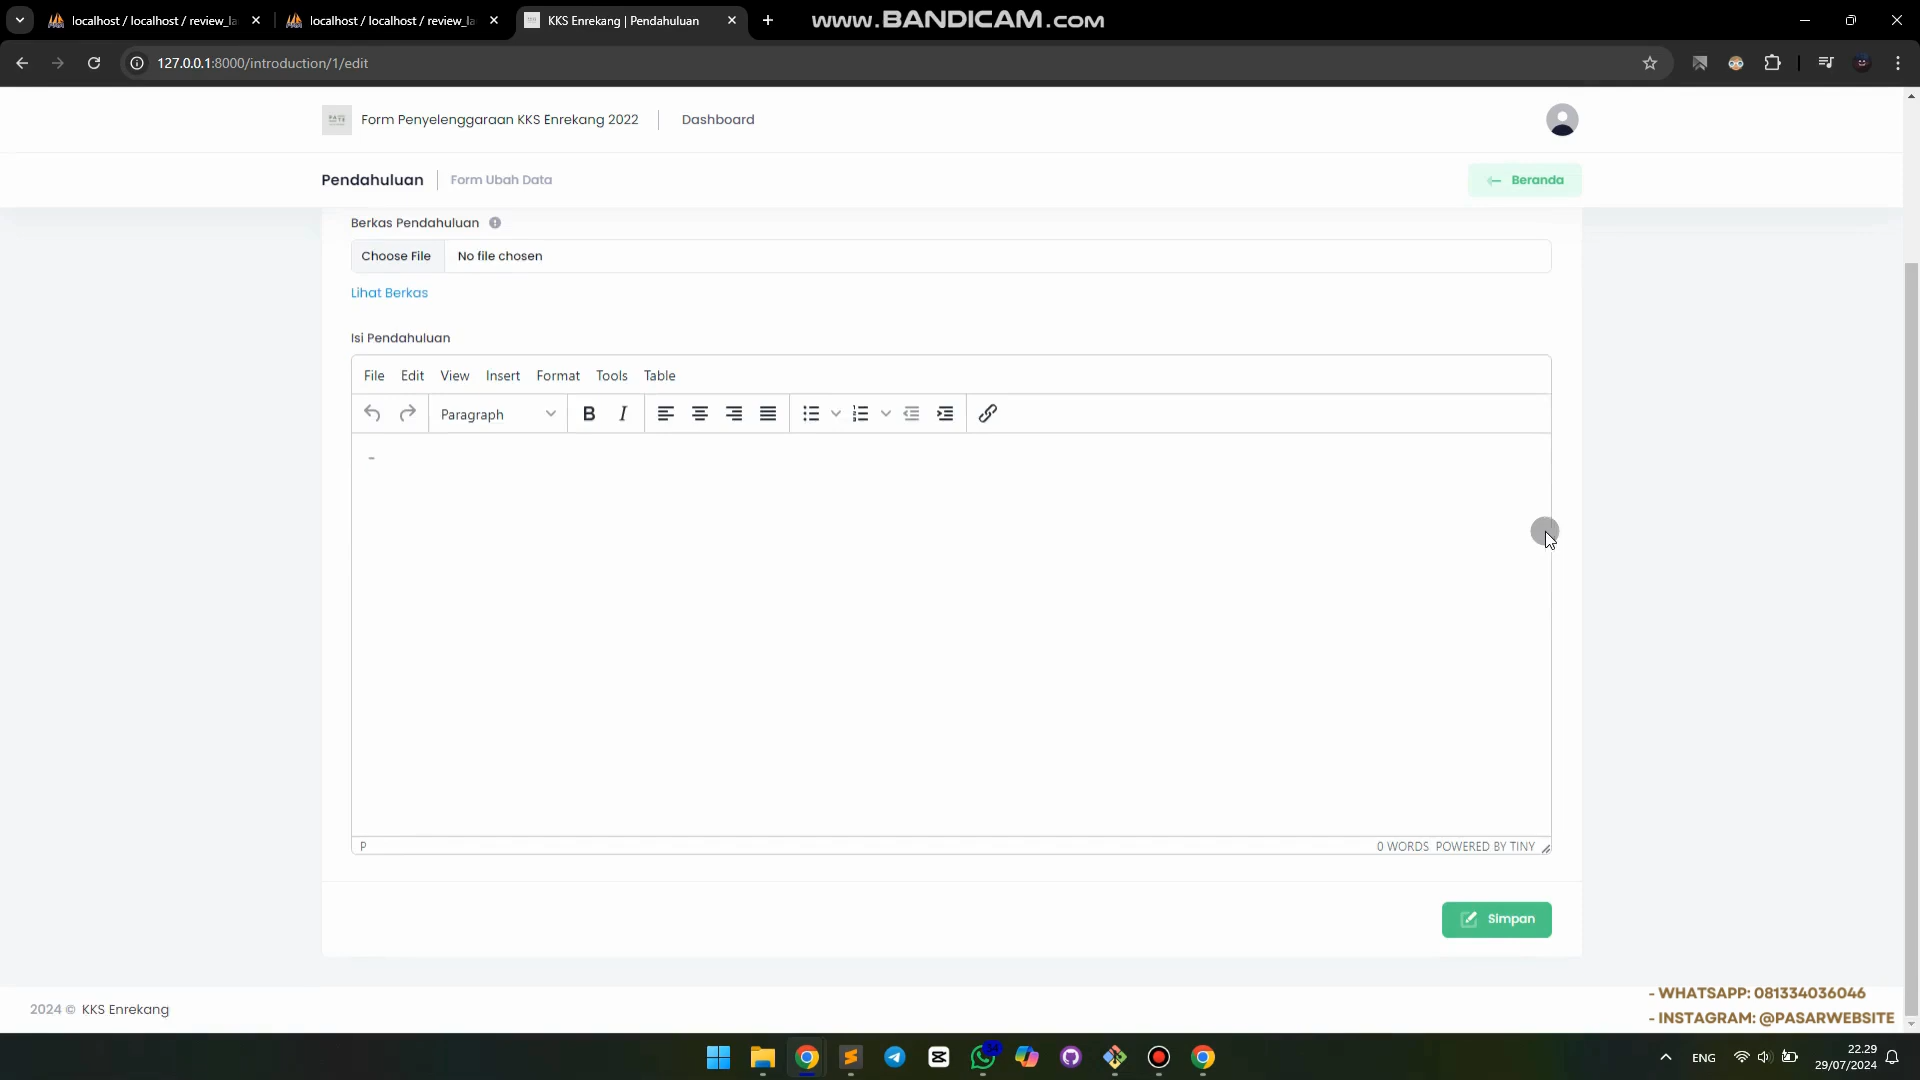 localhost / localhost / review_la
localhost / localhost / review_la
KKS Enrekang | Pendahuluan
www.BANDICAM.com
127.0.0.1:8000/introduction/1/edit
Form Penyelenggaraan KKS Enrekang 2022
Dashboard
Pendahuluan
Form Ubah Data
Beranda
Berkas Pendahuluan
Choose File
No file chosen
Lihat Berkas
Isi Pendahuluan
File Edit View Insert Format Tools Table
Paragraph
B I
-
P
0 WORDS POWERED BY TINY
Simpan
2024 © KKS Enrekang
- WHATSAPP: 081334036046
- INSTAGRAM: @PASARWEBSITE
ENG
22.29
29/07/2024